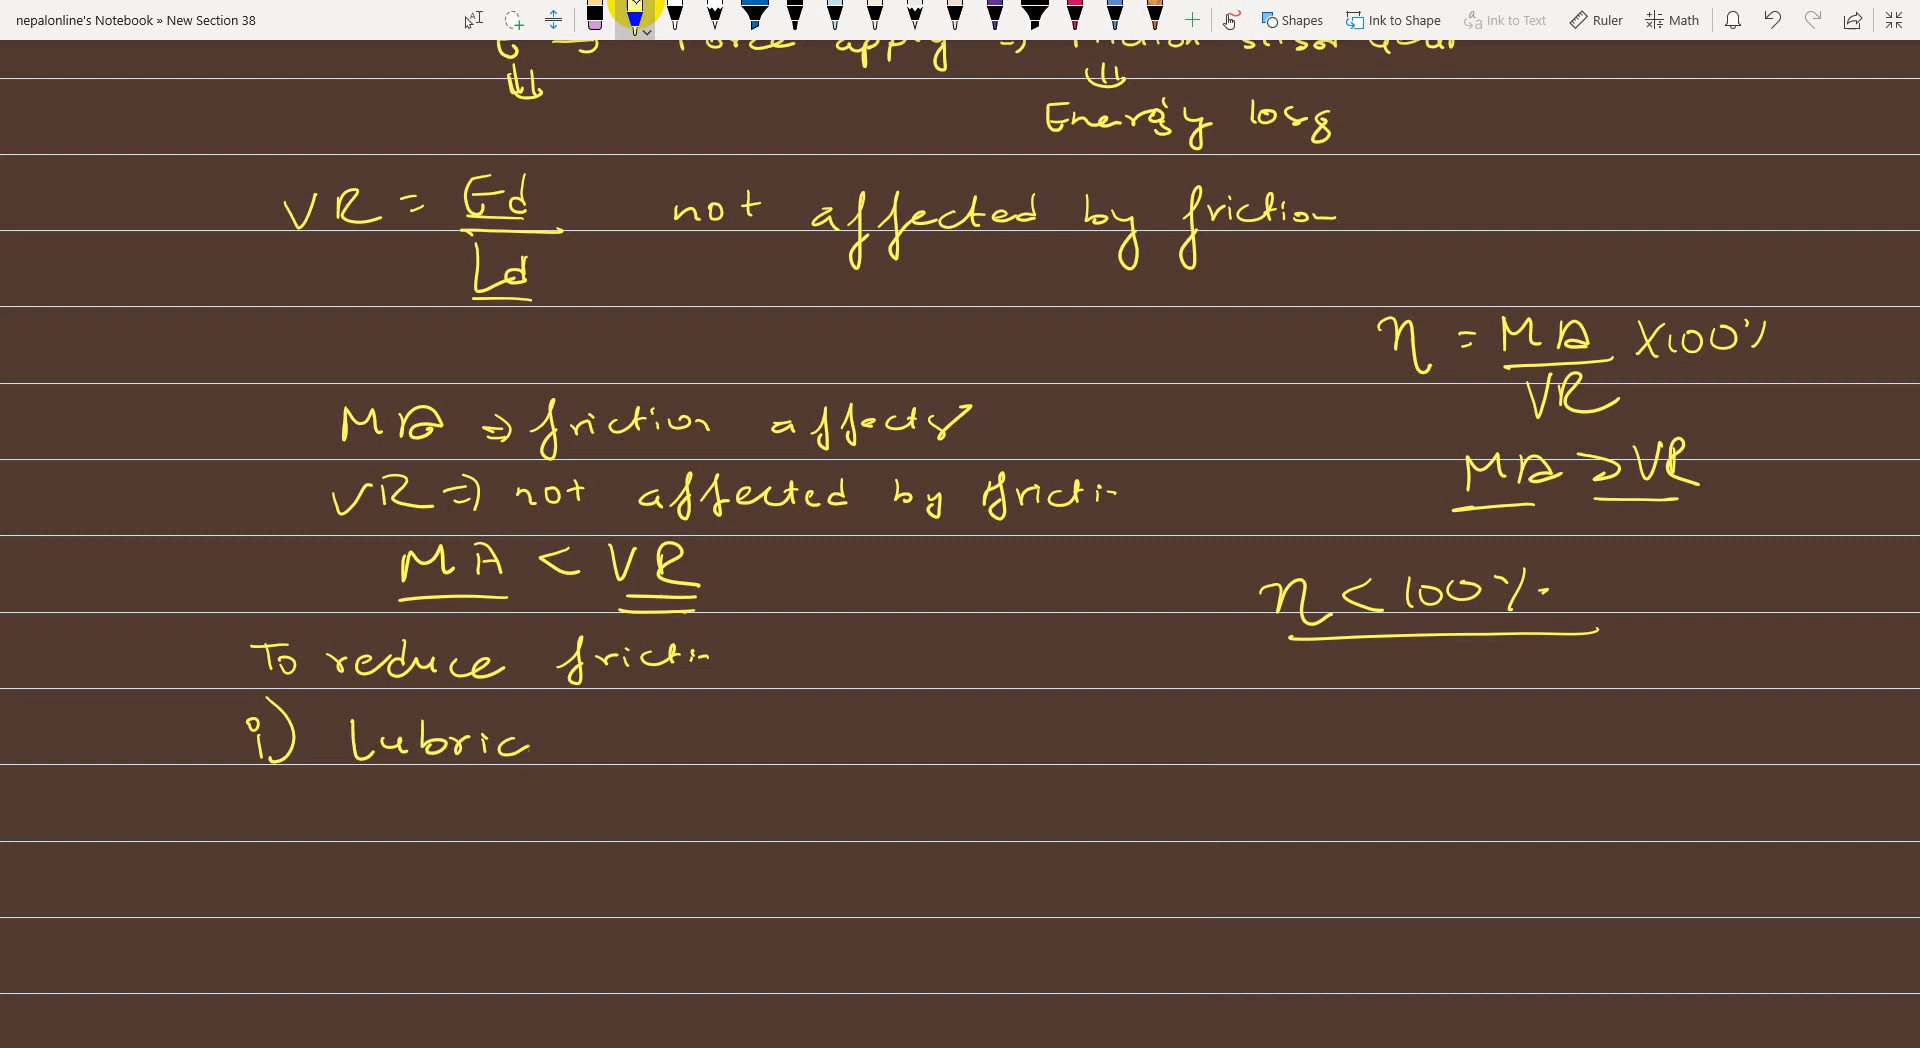 nepalonline's Notebook » New Section 38
Shapes Ink to Shape Ink to Text Ruler Math
Force apply ⇒
Energy loss
VR = Ed / Ld not affected by friction
η = MA / VR × 100%
MA ⇒ friction affects
MA > VR
VR ⇒ not affected by fricti
MA < VR
η < 100%
To reduce fricti
i) Lubric